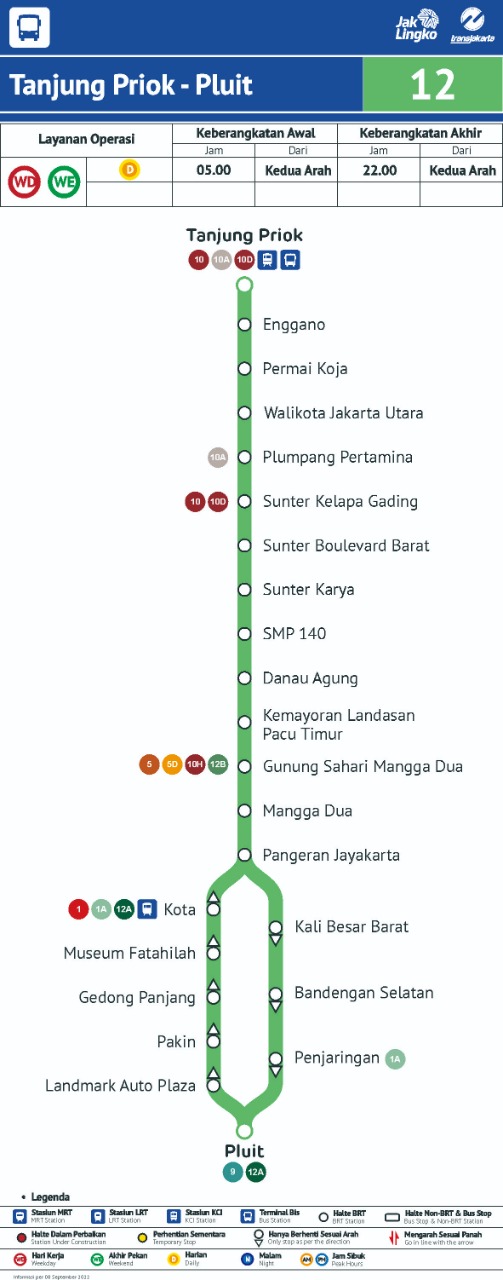 Jak
Lingko
transjakarta
Tanjung Priok - Pluit
12
Layanan Operasi
Keberangkatan Awal
Keberangkatan Akhir
Jam
Dari
Jam
Dari
WD
WE
D
05.00
Kedua Arah
22.00
Kedua Arah
Tanjung Priok
10
10A
10D
Enggano
Permai Koja
Walikota Jakarta Utara
10A
Plumpang Pertamina
10
10D
Sunter Kelapa Gading
Sunter Boulevard Barat
Sunter Karya
SMP 140
Danau Agung
Kemayoran Landasan
Pacu Timur
5
5D
10H
12B
Gunung Sahari Mangga Dua
Mangga Dua
Pangeran Jayakarta
1
1A
12A
Kota
Kali Besar Barat
Museum Fatahilah
Gedong Panjang
Bandengan Selatan
Pakin
Penjaringan
1A
Landmark Auto Plaza
Pluit
9
12A
• Legenda
Stasiun MRT
MRT Station
Stasiun LRT
LRT Station
Stasiun KCI
KCI Station
Terminal Bis
Bus Station
Halte BRT
BRT Station
Halte Non-BRT & Bus Stop
Bus Stop & Non-BRT Station
Halte Dalam Perbaikan
Station Under Construction
Perhentian Sementara
Temporary Stop
Hanya Berhenti Sesuai Arah
Only stop as per the direction
Mengarah Sesuai Panah
Go in line with the arrow
WD
Hari Kerja
Weekday
WE
Akhir Pekan
Weekend
D
Harian
Daily
N
Malam
Night
AM
PM
Jam Sibuk
Peak Hours